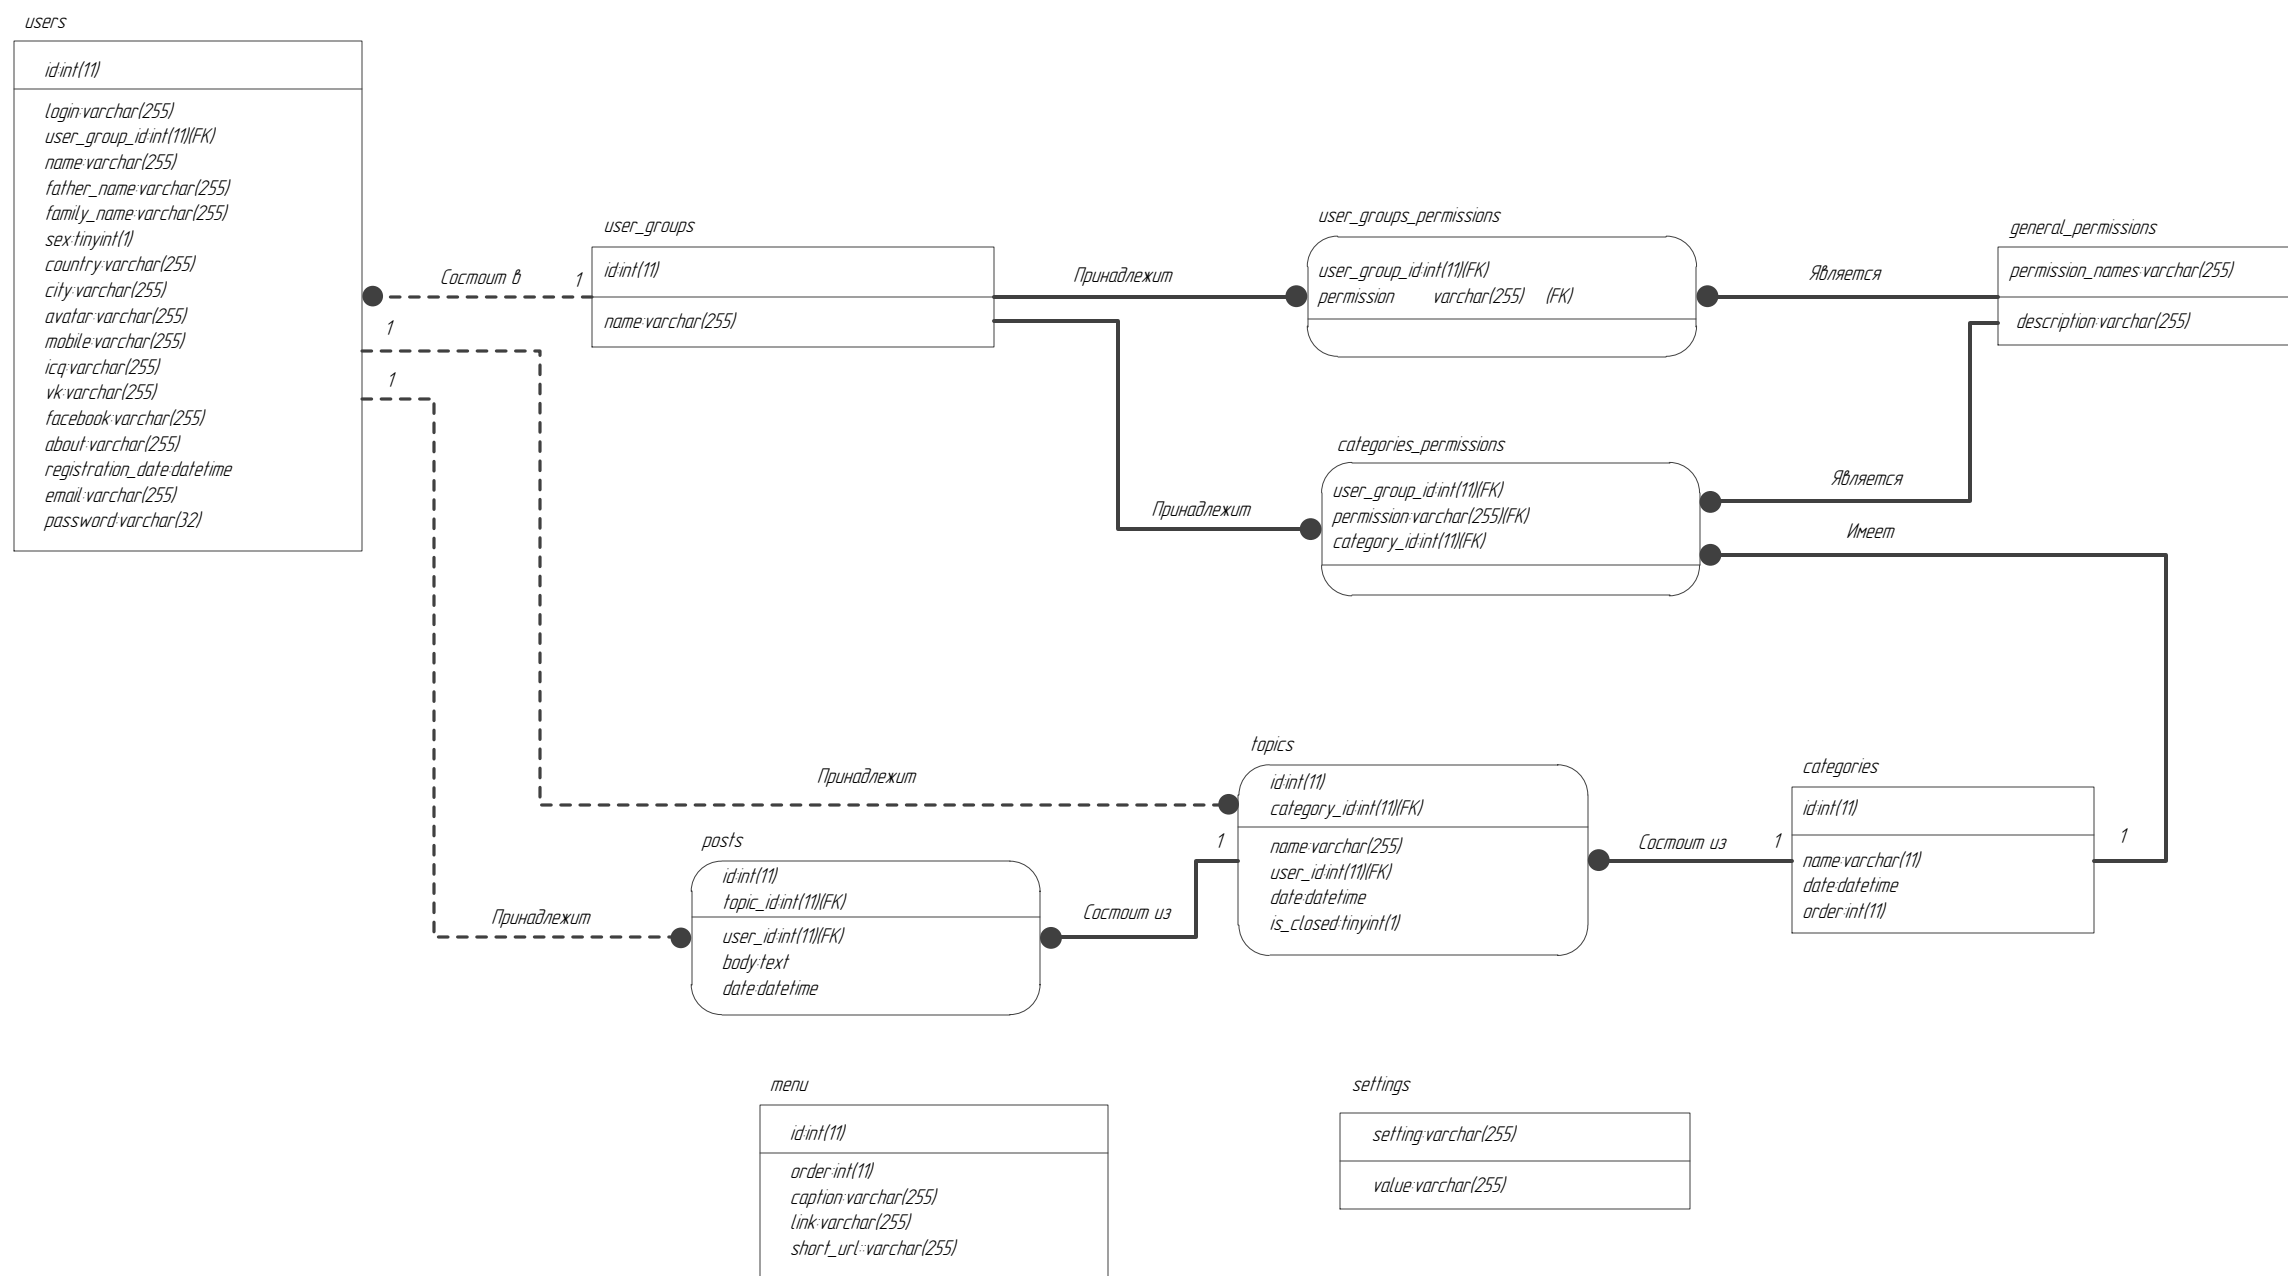 users
id:int(11)
login:varchar(255)
user_group_id:int(11)(FK)
name:varchar(255)
father_name:varchar(255)
family_name:varchar(255)
sex:tinyint(1)
country:varchar(255)
city:varchar(255)
avatar:varchar(255)
mobile:varchar(255)
icq:varchar(255)
vk:varchar(255)
facebook:varchar(255)
about:varchar(255)
registration_date:datetime
email:varchar(255)
password:varchar(32)
Состоит в
1
1
1
user_groups
id:int(11)
name:varchar(255)
Принадлежит
user_groups_permissions
user_group_id:int(11)(FK)
permission varchar(255) (FK)
Является
general_permissions
permission_names:varchar(255)
description:varchar(255)
Принадлежит
categories_permissions
user_group_id:int(11)(FK)
permission:varchar(255)(FK)
category_id:int(11)(FK)
Является
Имеет
Принадлежит
topics
id:int(11)
category_id:int(11)(FK)
name:varchar(255)
user_id:int(11)(FK)
date:datetime
is_closed:tinyint(1)
1
Состоит из
1
categories
id:int(11)
name:varchar(11)
date:datetime
order:int(11)
1
Принадлежит
posts
id:int(11)
topic_id:int(11)(FK)
user_id:int(11)(FK)
body:text
date:datetime
Состоит из
menu
id:int(11)
order:int(11)
caption:varchar(255)
link:varchar(255)
short_url::varchar(255)
settings
setting:varchar(255)
value:varchar(255)